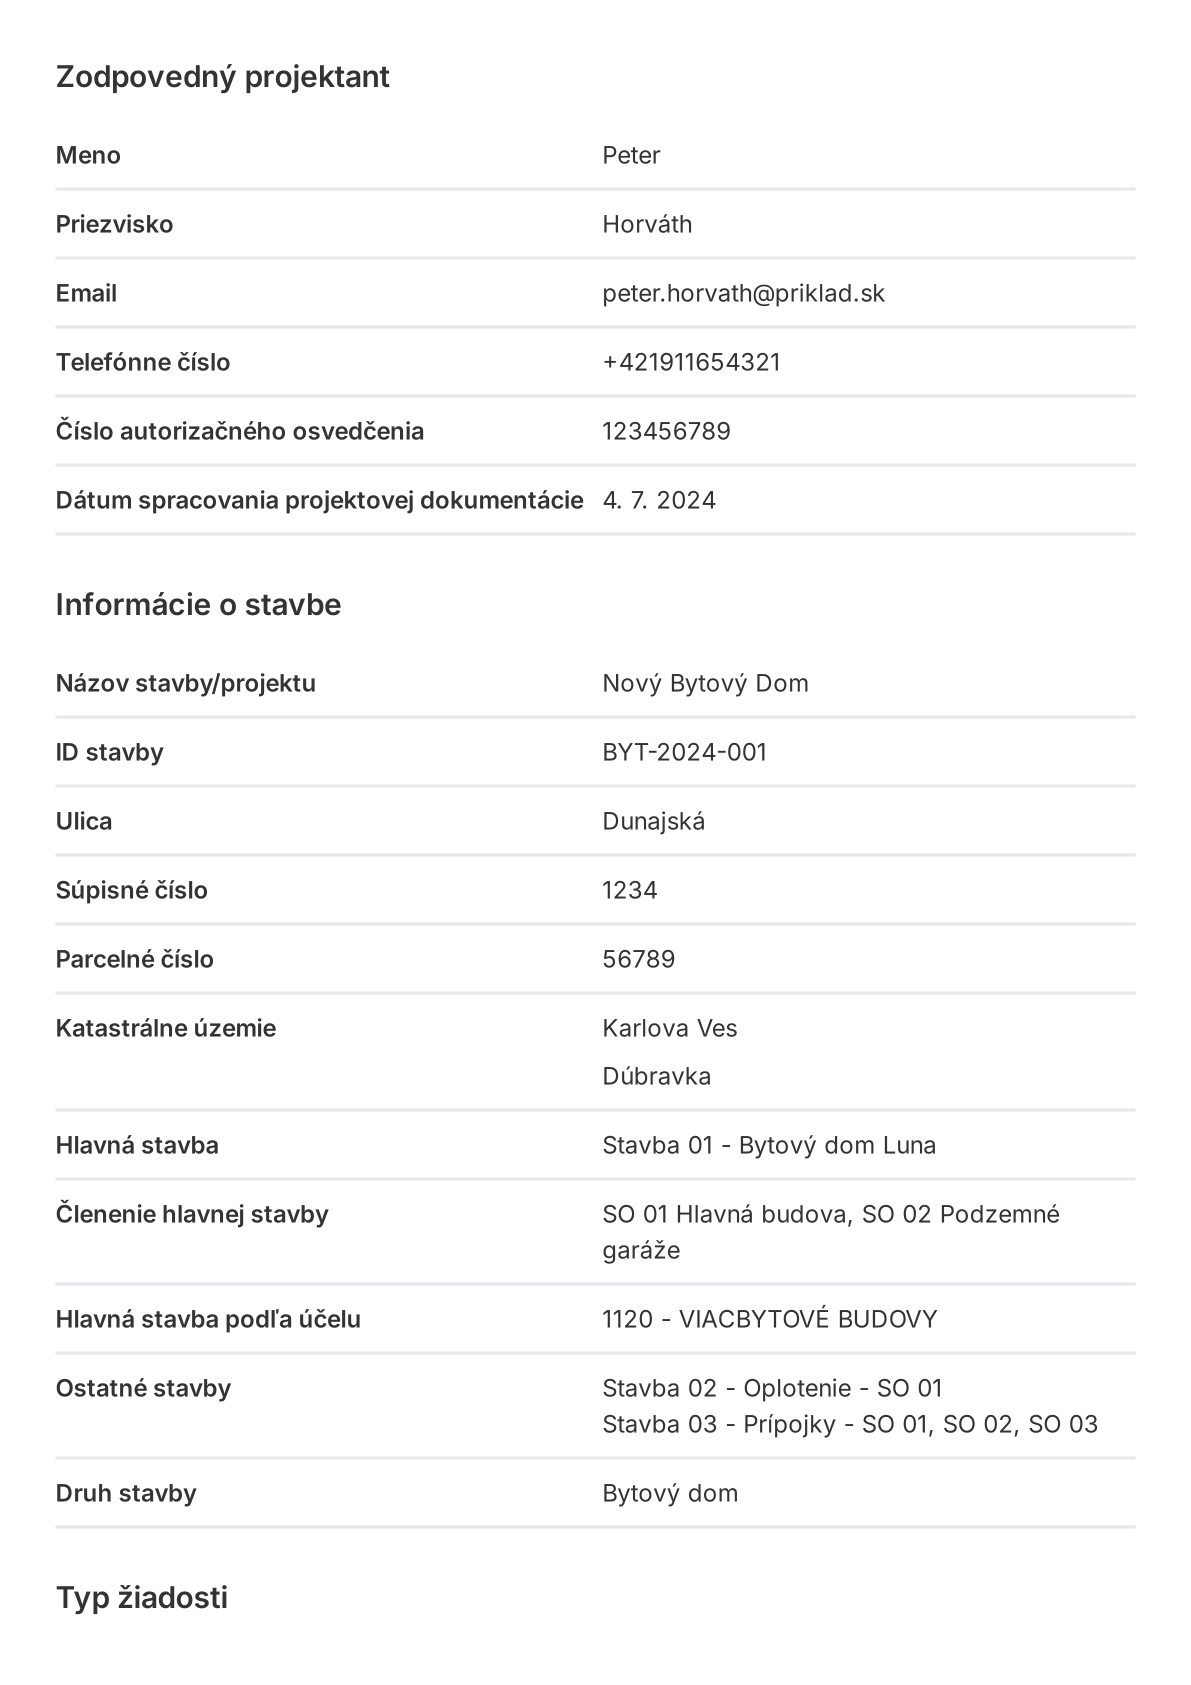 Zodpovedný projektant
Meno Peter
Priezvisko Horváth
Email peter.horvath@priklad.sk
Telefónne číslo +421911654321
Číslo autorizačného osvedčenia 123456789
Dátum spracovania projektovej dokumentácie 4. 7. 2024
Informácie o stavbe
Názov stavby/projektu Nový Bytový Dom
ID stavby BYT-2024-001
Ulica Dunajská
Súpisné číslo 1234
Parcelné číslo 56789
Katastrálne územie Karlova Ves
Dúbravka
Hlavná stavba Stavba 01 - Bytový dom Luna
Členenie hlavnej stavby SO 01 Hlavná budova, SO 02 Podzemné
garáže
Hlavná stavba podľa účelu 1120 - VIACBYTOVÉ BUDOVY
Ostatné stavby Stavba 02 - Oplotenie - SO 01
Stavba 03 - Prípojky - SO 01, SO 02, SO 03
Druh stavby Bytový dom
Typ žiadosti